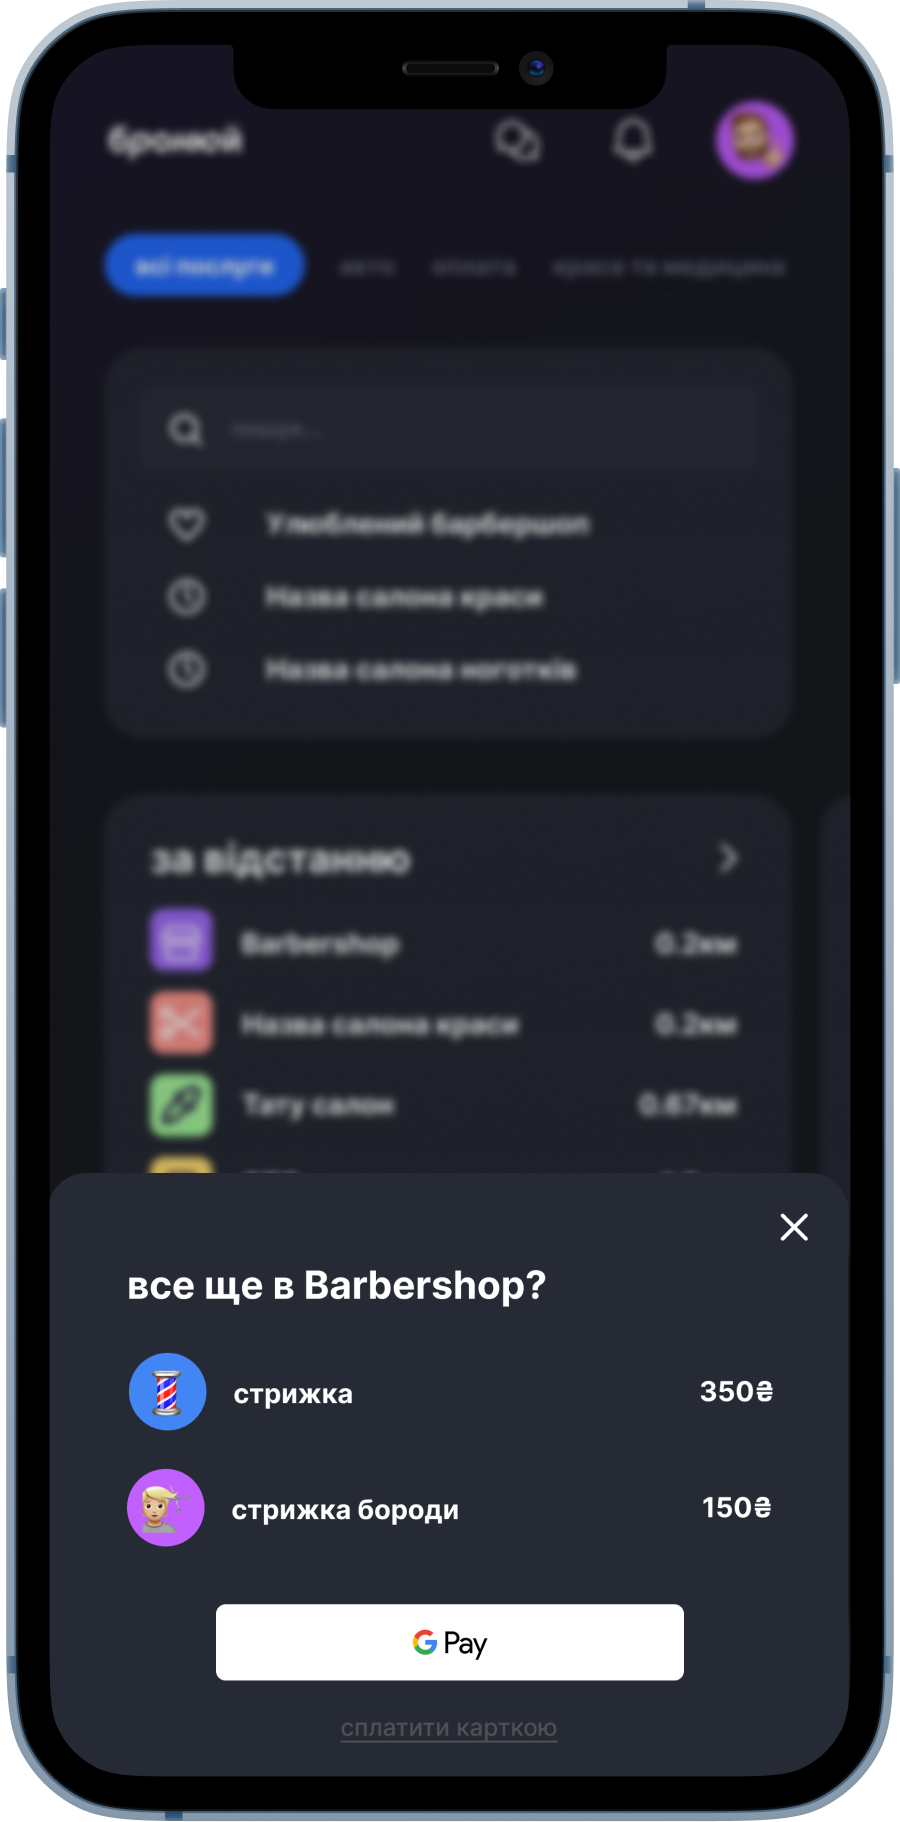 бронюй
всі послуги авто оплата краса та медицина
пошук...
Улюблений барбершоп
Назва салона краси
Назва салона ноготків
за відстанню
Barbershop 0.2км
Назва салона краси 0.2км
Тату салон 0.67км
все ще в Barbershop?
стрижка 350₴
стрижка бороди 150₴
G Pay
сплатити карткою